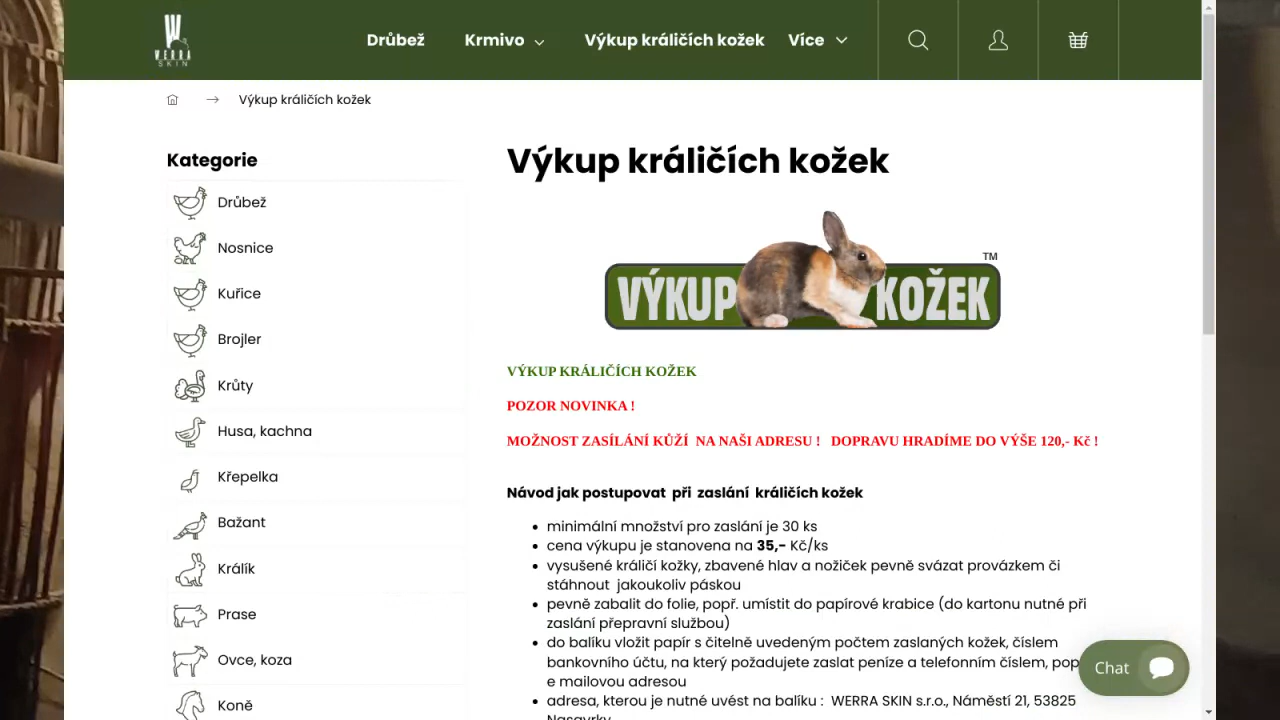 WERRA
SKIN
Drůbež
Krmivo
Výkup králičích kožek
Více
Výkup králičích kožek
Kategorie
Drůbež
Nosnice
Kuřice
Brojler
Krůty
Husa, kachna
Křepelka
Bažant
Králík
Prase
Ovce, koza
Koně
Výkup králičích kožek
VÝKUP KOŽEK TM
VÝKUP KRÁLIČÍCH KOŽEK
POZOR NOVINKA !
MOŽNOST ZASÍLÁNÍ KŮŽÍ NA NAŠI ADRESU ! DOPRAVU HRADÍME DO VÝŠE 120,- Kč !
Návod jak postupovat při zaslání králičích kožek
minimální množství pro zaslání je 30 ks
cena výkupu je stanovena na 35,- Kč/ks
vysušené králičí kožky, zbavené hlav a nožiček pevně svázat provázkem či
stáhnout jakoukoliv páskou
pevně zabalit do folie, popř. umístit do papírové krabice (do kartonu nutné při
zaslání přepravní službou)
do balíku vložit papír s čitelně uvedeným počtem zaslaných kožek, číslem
bankovního účtu, na který požadujete zaslat peníze a telefonním číslem, pop
e mailovou adresou
adresa, kterou je nutné uvést na balíku : WERRA SKIN s.r.o., Náměstí 21, 53825
Nasavrky
Chat